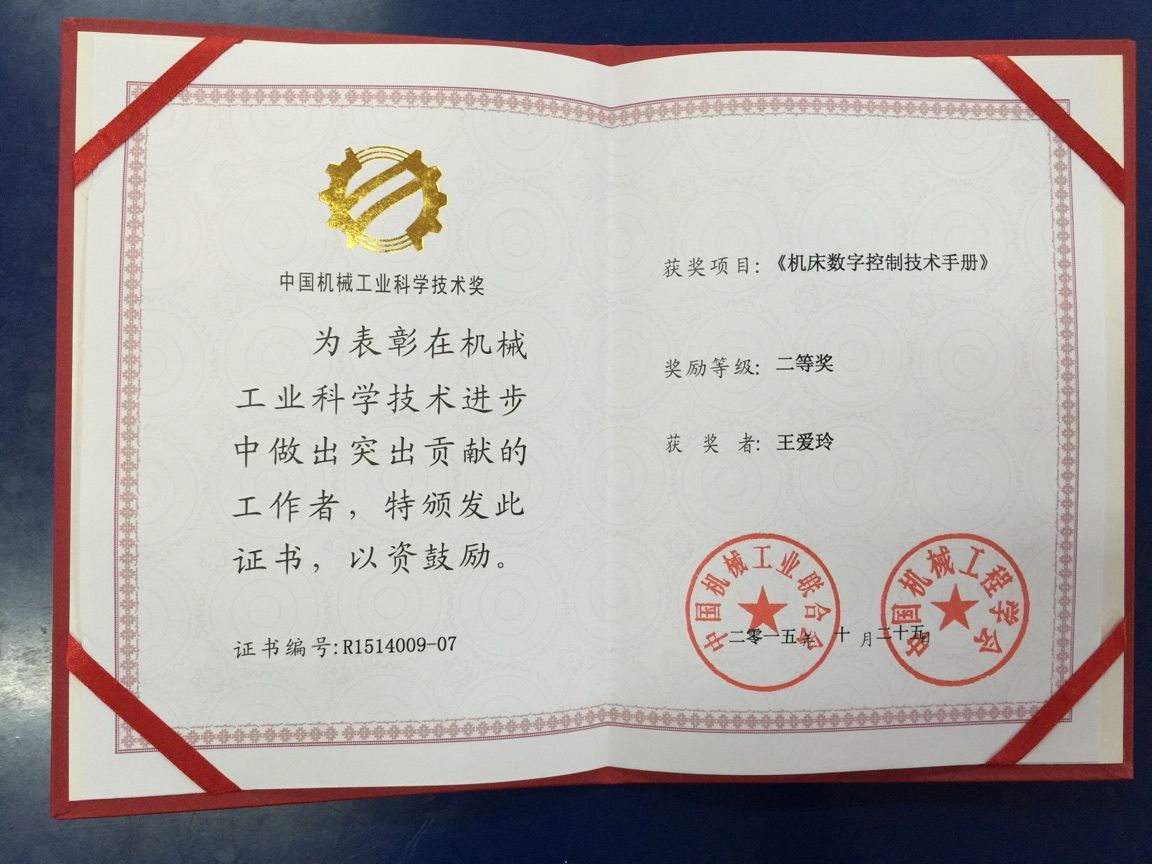 中国机械工业科学技术奖
为表彰在机械
工业科学技术进步
中做出突出贡献的
工作者，特颁发此
证书，以资鼓励。
证书编号:R1514009-07
获奖项目:《机床数字控制技术手册》
奖励等级: 二等奖
获奖者: 王爱玲
中国机械工业联合会
中国机械工程学会
二零一五年 十月二十五日